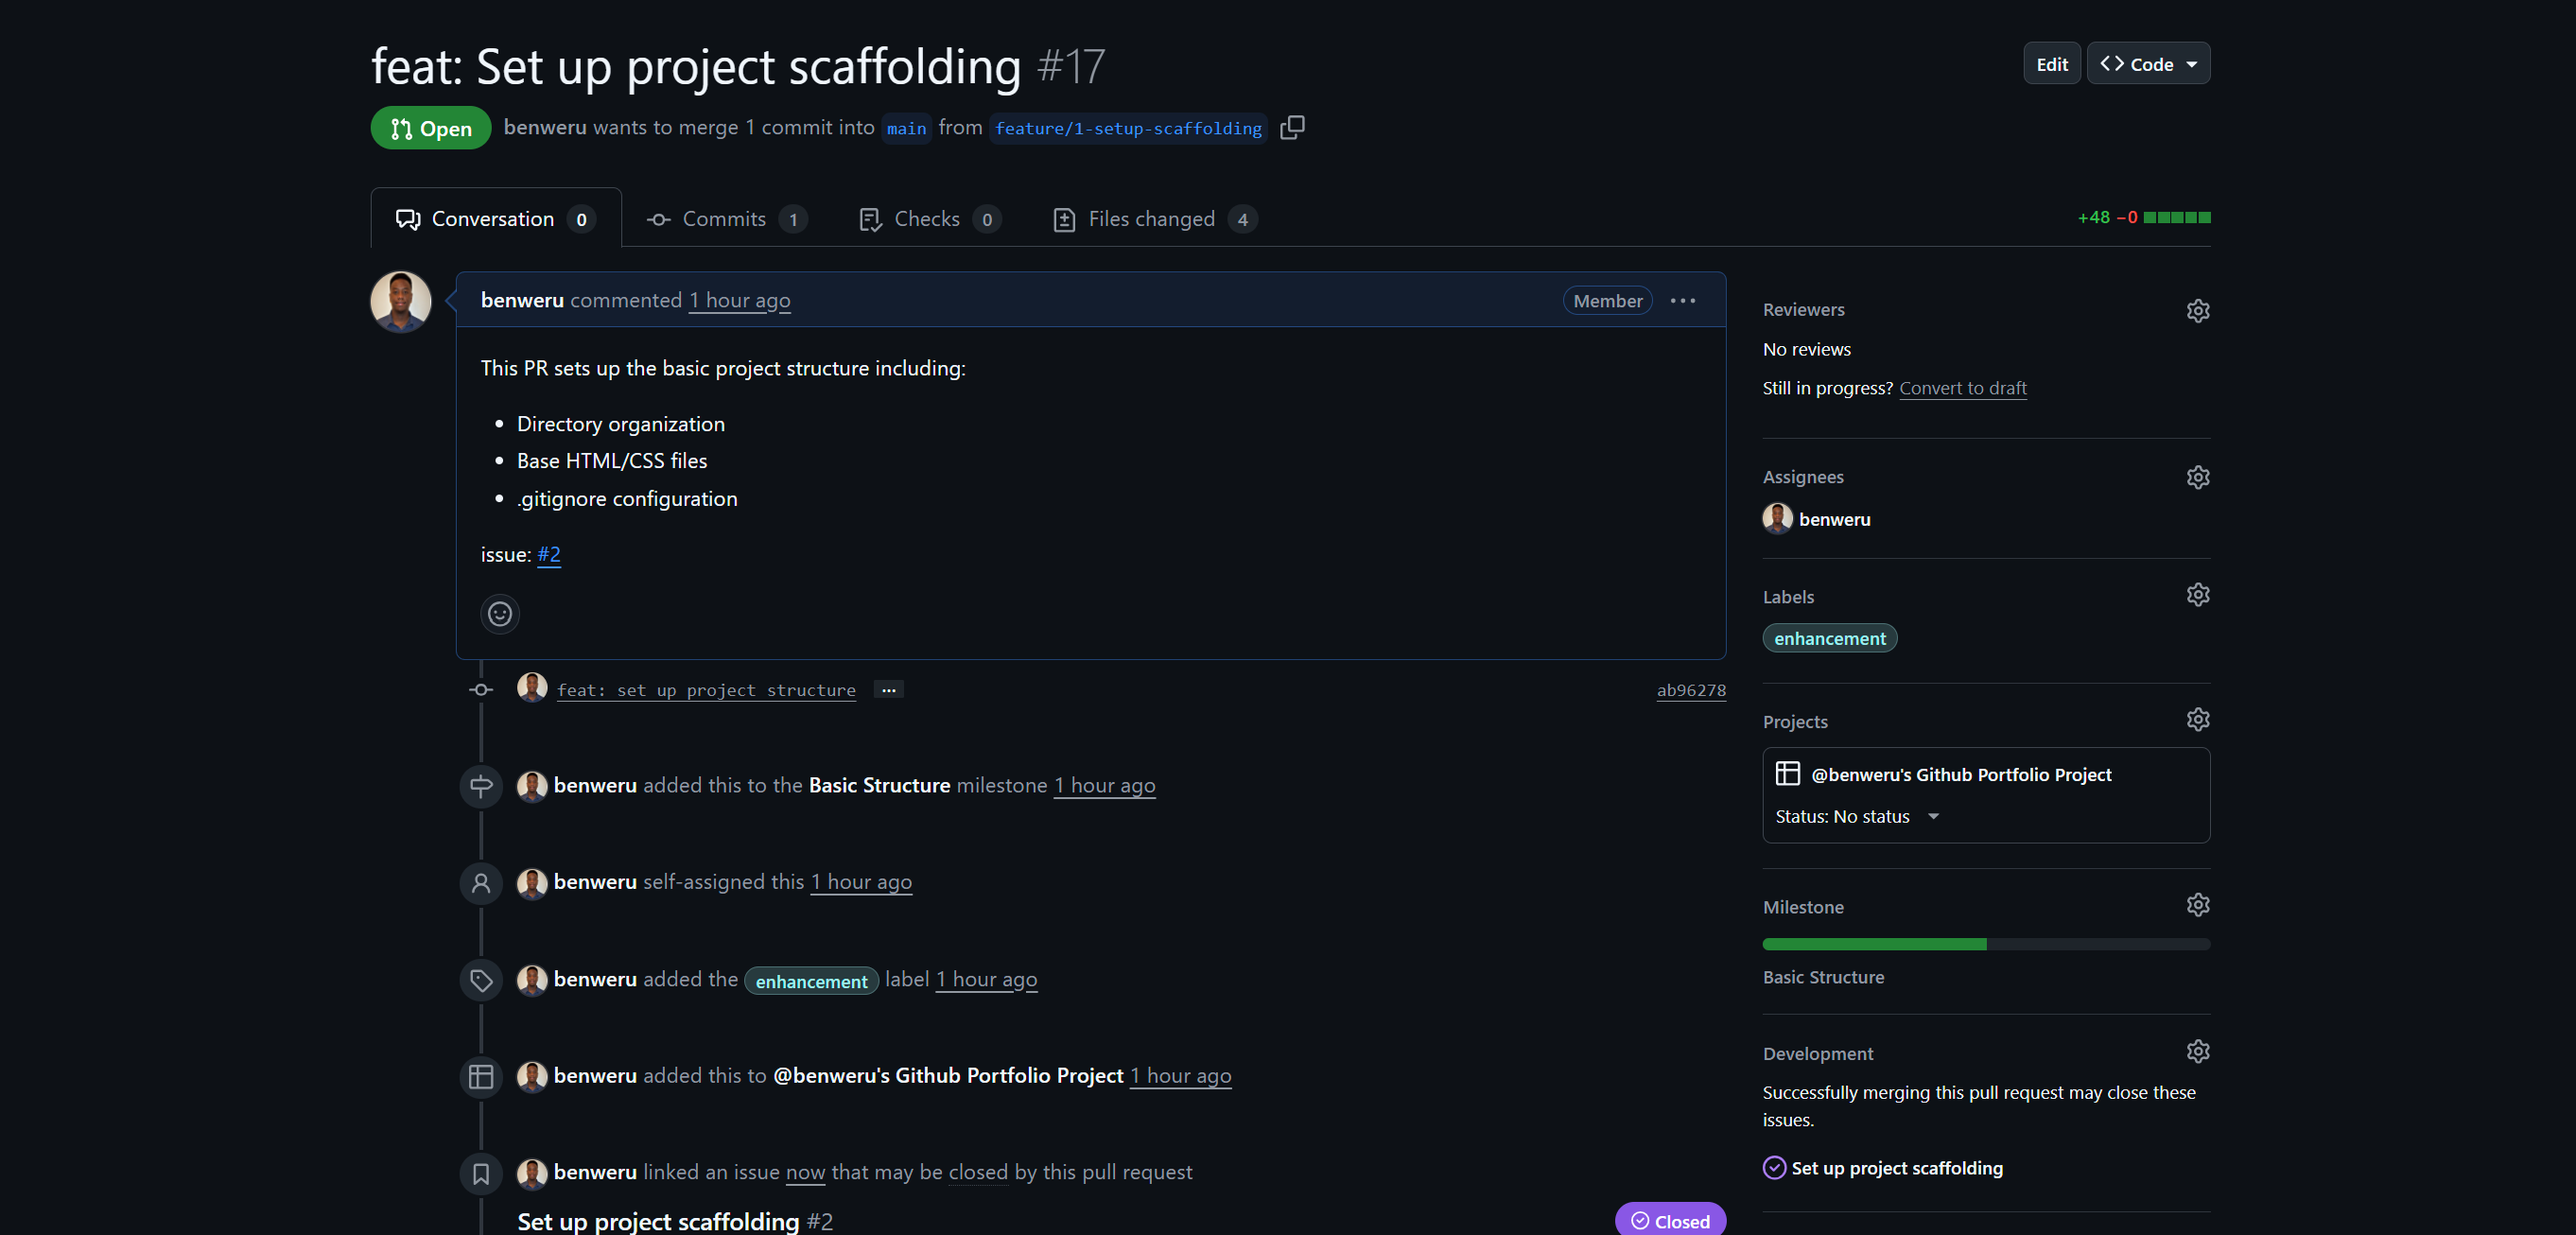 feat: Set up project scaffolding #17
Edit
Code
Open
benweru wants to merge 1 commit into main from feature/1-setup-scaffolding
Conversation 0
Commits 1
Checks 0
Files changed 4
+48 −0
benweru commented 1 hour ago
Member
This PR sets up the basic project structure including:
• Directory organization
• Base HTML/CSS files
• .gitignore configuration
issue: #2
feat: set up project structure ...
ab96278
benweru added this to the Basic Structure milestone 1 hour ago
benweru self-assigned this 1 hour ago
benweru added the enhancement label 1 hour ago
benweru added this to @benweru's Github Portfolio Project 1 hour ago
benweru linked an issue now that may be closed by this pull request
Set up project scaffolding #2
Closed
Reviewers
No reviews
Still in progress? Convert to draft
Assignees
benweru
Labels
enhancement
Projects
@benweru's Github Portfolio Project
Status: No status
Milestone
Basic Structure
Development
Successfully merging this pull request may close these
issues.
Set up project scaffolding